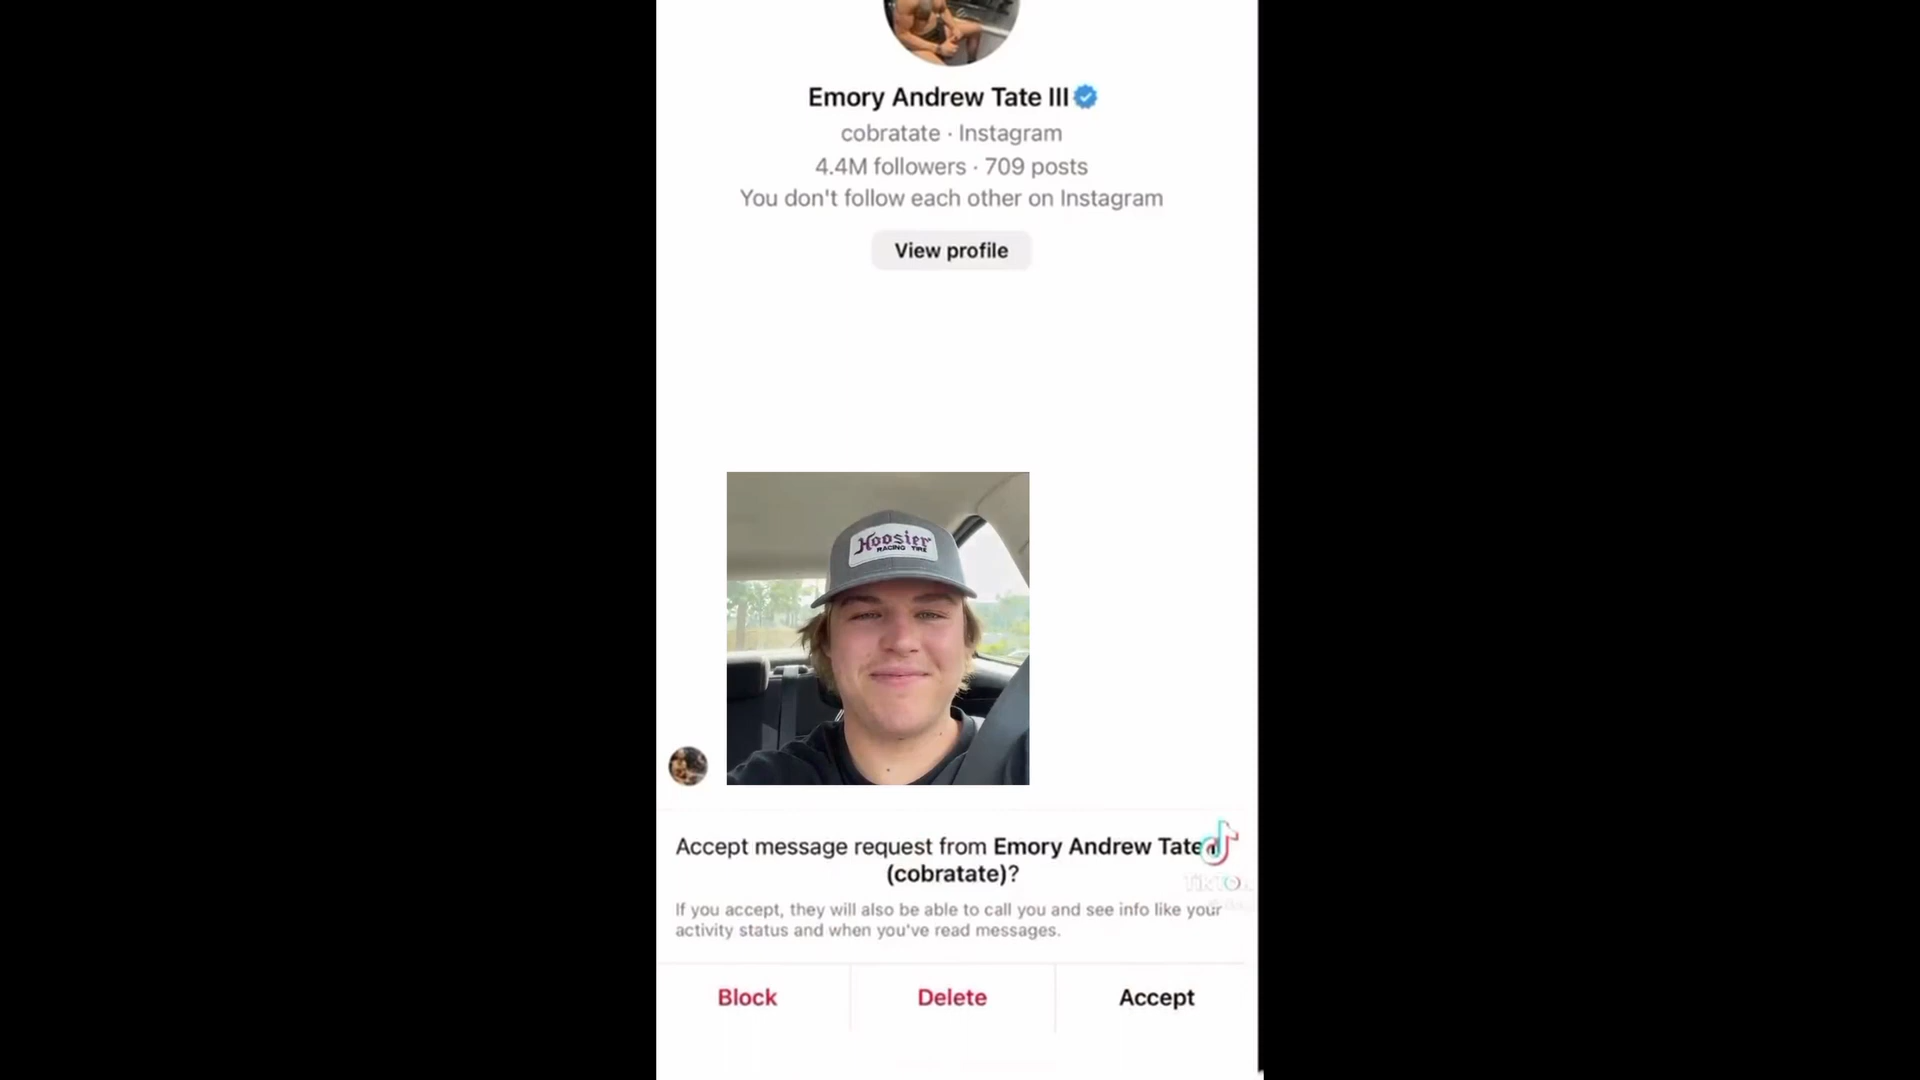 Emory Andrew Tate III
cobratate · Instagram
4.4M followers · 709 posts
You don't follow each other on Instagram
View profile
Hoosier
RACING TIRE
Accept message request from Emory Andrew Tate
(cobratate)?
If you accept, they will also be able to call you and see info like your
activity status and when you've read messages.
TikTok
Block
Delete
Accept